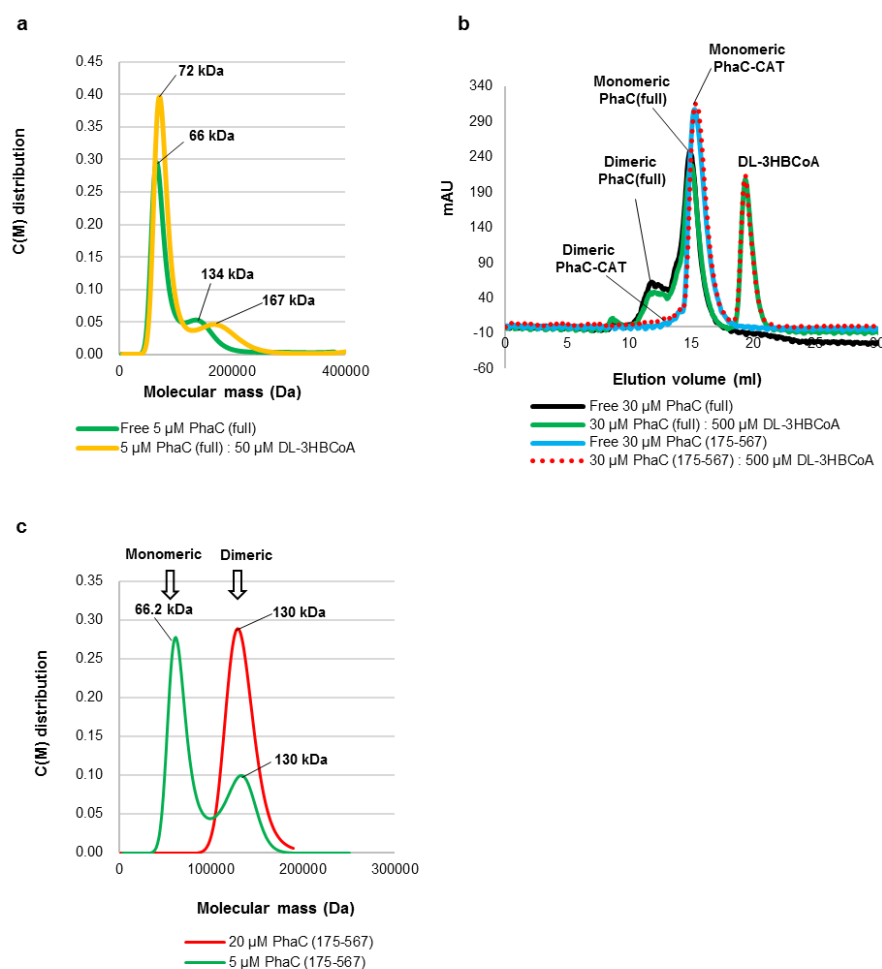 a
72 kDa
66 kDa
134 kDa
167 kDa
C(M) distribution
0.45
0.40
0.35
0.30
0.25
0.20
0.15
0.10
0.05
0.00
0
200000
400000
Molecular mass (Da)
Free 5 µM PhaC (full)
5 µM PhaC (full) : 50 µM DL-3HBCoA
b
Monomeric
PhaC-CAT
Monomeric
PhaC(full)
Dimeric
PhaC(full)
Dimeric
PhaC-CAT
DL-3HBCoA
mAU
340
290
240
190
140
90
40
-10
-60
0
5
10
15
20
25
30
Elution volume (ml)
Free 30 µM PhaC (full)
30 µM PhaC (full) : 500 µM DL-3HBCoA
Free 30 µM PhaC (175-567)
30 µM PhaC (175-567) : 500 µM DL-3HBCoA
c
Monomeric
Dimeric
66.2 kDa
130 kDa
130 kDa
C(M) distribution
0.35
0.30
0.25
0.20
0.15
0.10
0.05
0.00
0
100000
200000
300000
Molecular mass (Da)
20 µM PhaC (175-567)
5 µM PhaC (175-567)